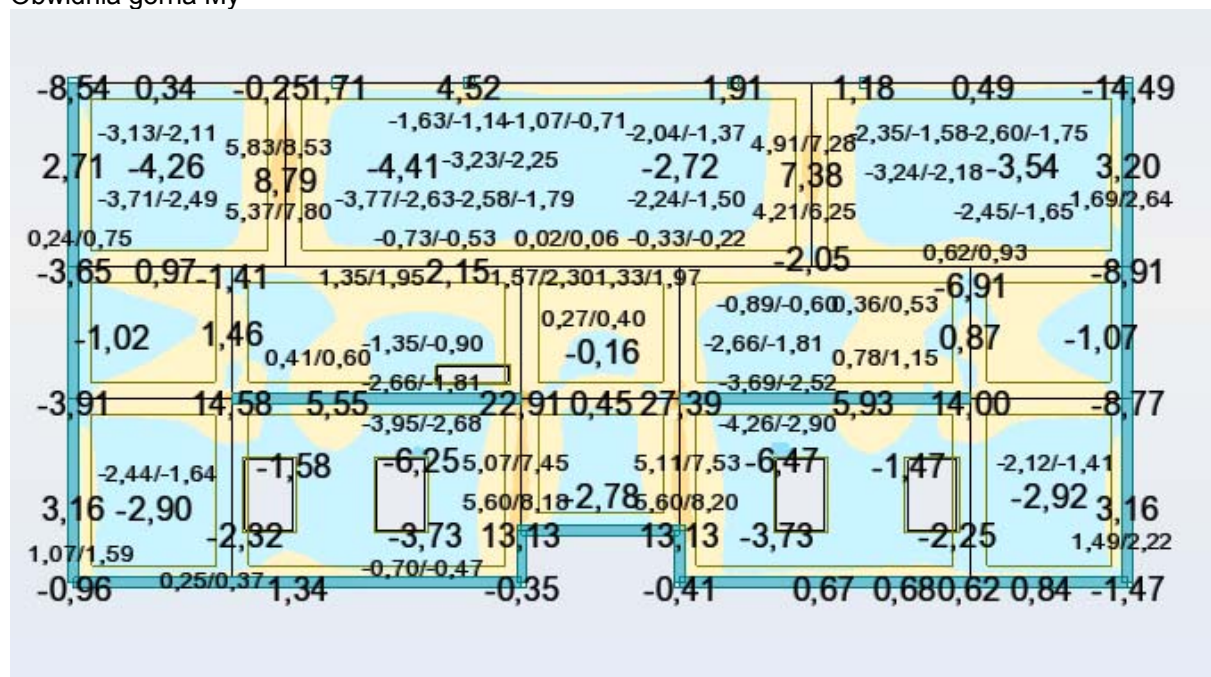 Obwidnia górna My
-8,54 0,34 -0,25 1,71 4,52 1,91 1,18 0,49 -14,49
-1,63/-1,14 -1,07/-0,71
-3,13/-2,11 -2,04/-1,37 -2,35/-1,58 -2,60/-1,75
5,83/8,53 4,91/7,28
2,71 -4,26 -4,41 -3,23/-2,25 -2,72 -3,24/-2,18 -3,54 3,20
8,79 7,38
-3,71/-2,49 -3,77/-2,63 -2,58/-1,79 -2,24/-1,50 1,69/2,64
5,37/7,80 4,21/6,25 -2,45/-1,65
0,24/0,75 -0,73/-0,53 0,02/0,06 -0,33/-0,22
-2,05 0,62/0,93
-3,65 0,97 -1,41 1,35/1,95 2,15 1,57/2,30 1,33/1,97 -6,91 -8,91
-0,89/-0,60 0,36/0,53
0,27/0,40
-1,02 1,46 -1,35/-0,90 -0,16 -2,66/-1,81 0,87 -1,07
0,41/0,60 0,78/1,15
-2,66/-1,81 -3,69/-2,52
-3,91 14,58 5,55 22,91 0,45 27,39 5,93 14,00 -8,77
-3,95/-2,68 -4,26/-2,90
-2,44/-1,64 -1,58 -6,25 5,07/7,45 5,11/7,53 -6,47 -1,47 -2,12/-1,41
3,16 -2,90 5,60/8,18 -2,78 5,60/8,20 -2,92 3,16
-2,32 -3,73 13,13 13,13 -3,73 -2,25
1,07/1,59 1,49/2,22
0,25/0,37 -0,70/-0,47
-0,96 1,34 -0,35 -0,41 0,67 0,68 0,62 0,84 -1,47